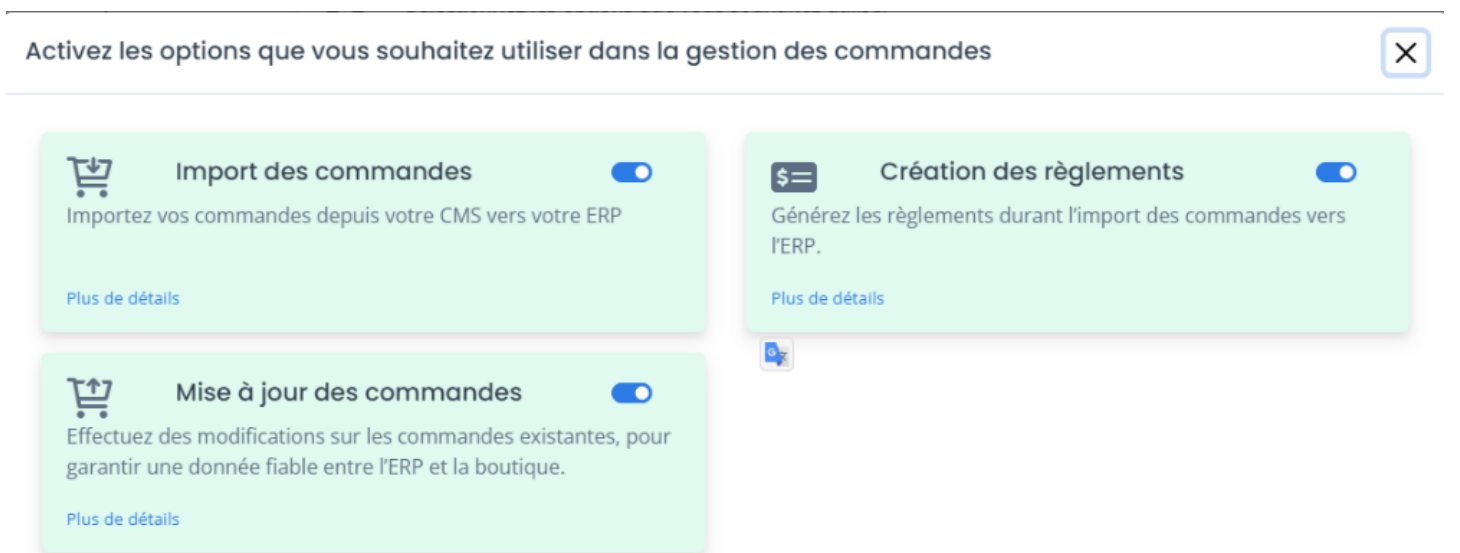 Activez les options que vous souhaitez utiliser dans la gestion des commandes
Import des commandes
Importez vos commandes depuis votre CMS vers votre ERP
Plus de détails
Création des règlements
Générez les règlements durant l'import des commandes vers
l'ERP.
Plus de détails
Mise à jour des commandes
Effectuez des modifications sur les commandes existantes, pour
garantir une donnée fiable entre l'ERP et la boutique.
Plus de détails